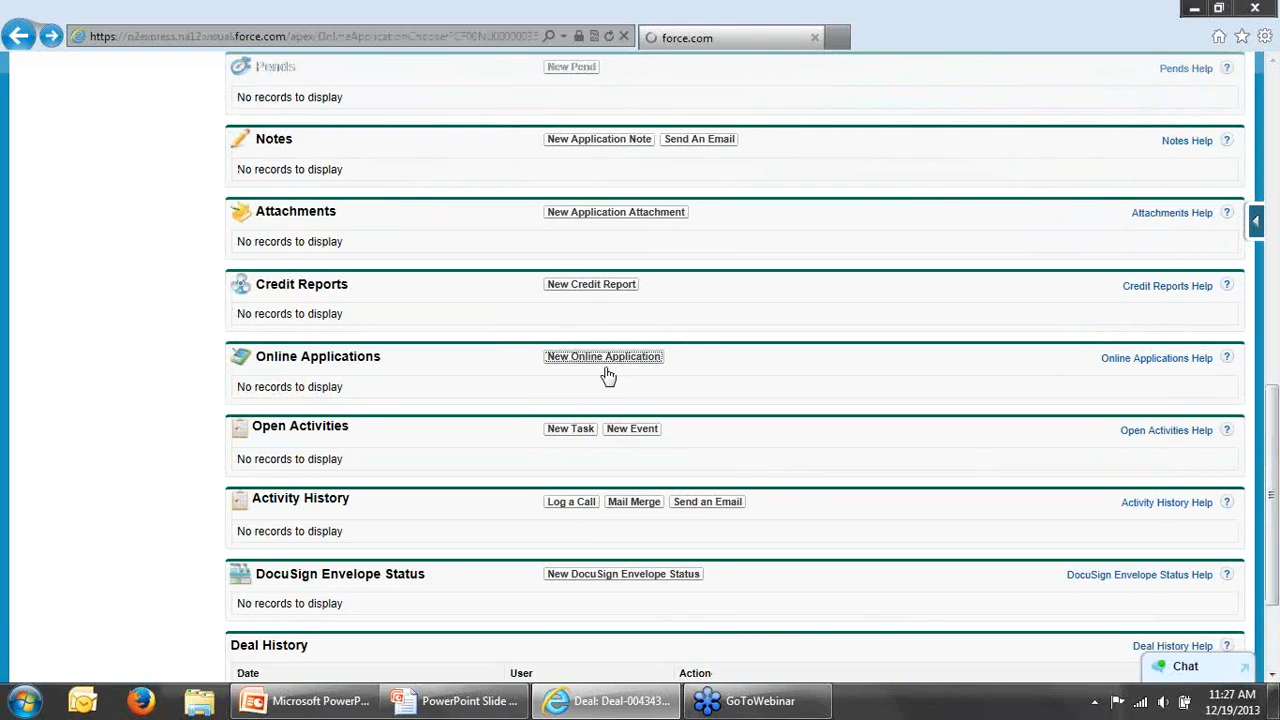 force.com
Pends New Pend Pends Help ?
No records to display
Notes New Application Note Send An Email Notes Help ?
No records to display
Attachments New Application Attachment Attachments Help ?
No records to display
Credit Reports New Credit Report Credit Reports Help ?
No records to display
Online Applications New Online Application Online Applications Help ?
No records to display
Open Activities New Task New Event Open Activities Help ?
No records to display
Activity History Log a Call Mail Merge Send an Email Activity History Help ?
No records to display
DocuSign Envelope Status New DocuSign Envelope Status DocuSign Envelope Status Help ?
No records to display
Deal History Deal History Help ?
Date User Action
Chat
Microsoft PowerP... PowerPoint Slide ... Deal: Deal-004343... GoToWebinar 11:27 AM
12/19/2013